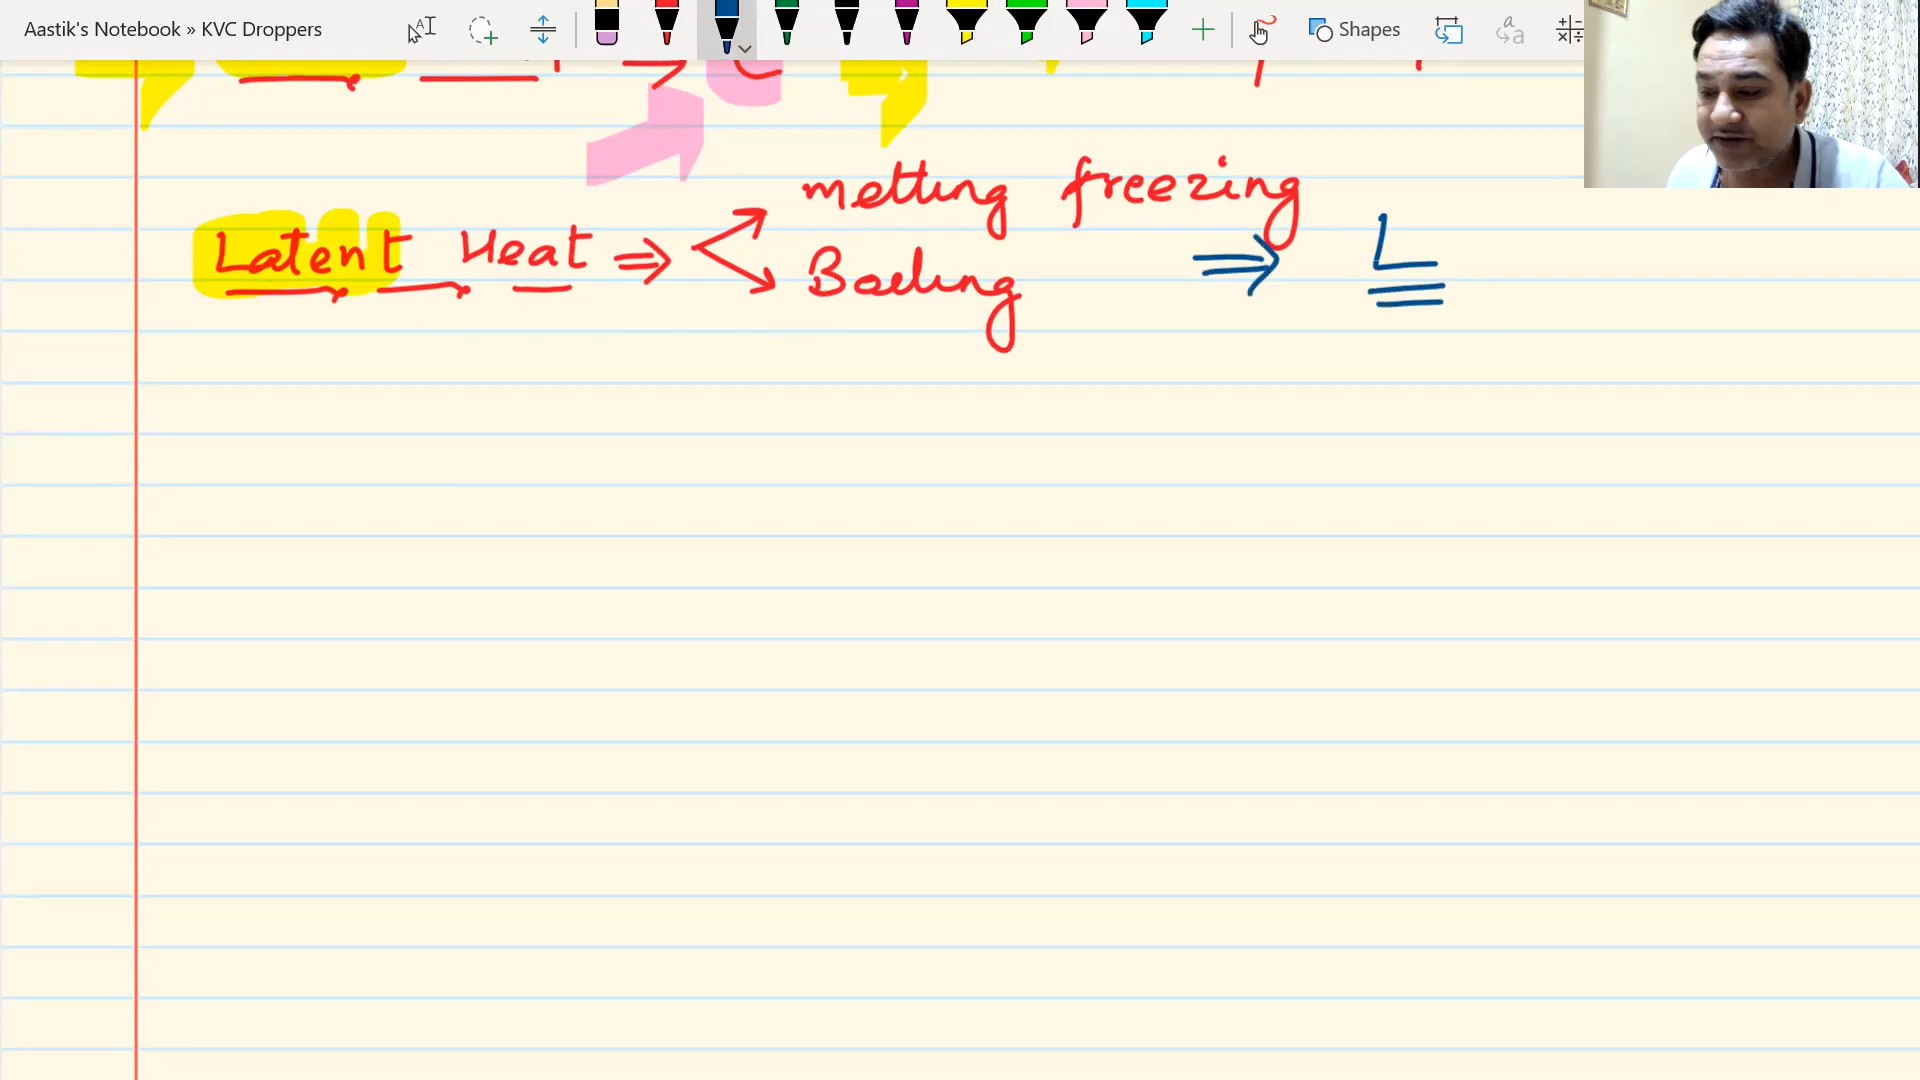 Aastik's Notebook » KVC Droppers
Shapes
melting freezing
Latent Heat ⇒ Boiling ⇒ L